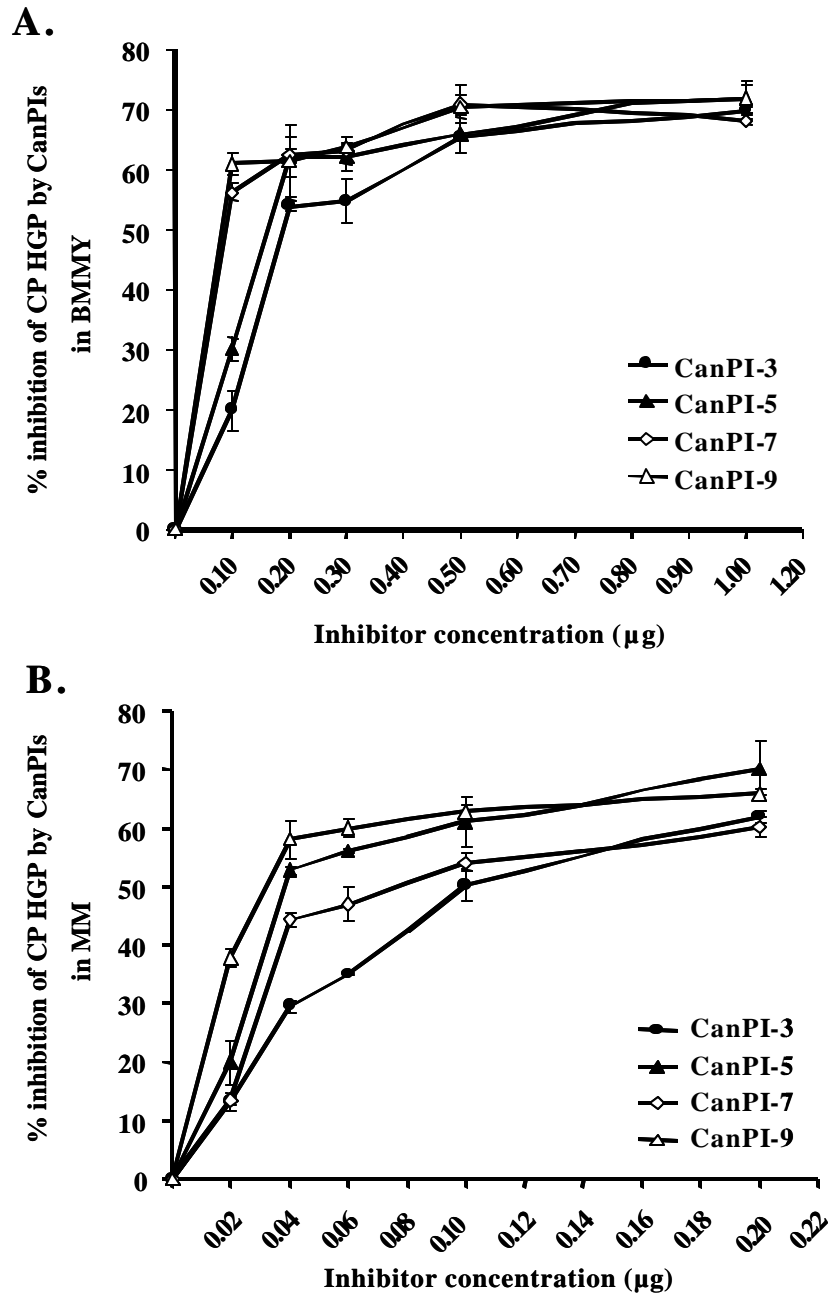 A.
% inhibition of CP HGP by CanPIs
in BMMY
80
70
60
50
40
30
20
10
0
0.10
0.20
0.30
0.40
0.50
0.60
0.70
0.80
0.90
1.00
1.20
Inhibitor concentration (µg)
CanPI-3
CanPI-5
CanPI-7
CanPI-9
B.
% inhibition of CP HGP by CanPIs
in MM
80
70
60
50
40
30
20
10
0
0.02
0.04
0.06
0.08
0.10
0.12
0.14
0.16
0.18
0.20
0.22
Inhibitor concentration (µg)
CanPI-3
CanPI-5
CanPI-7
CanPI-9